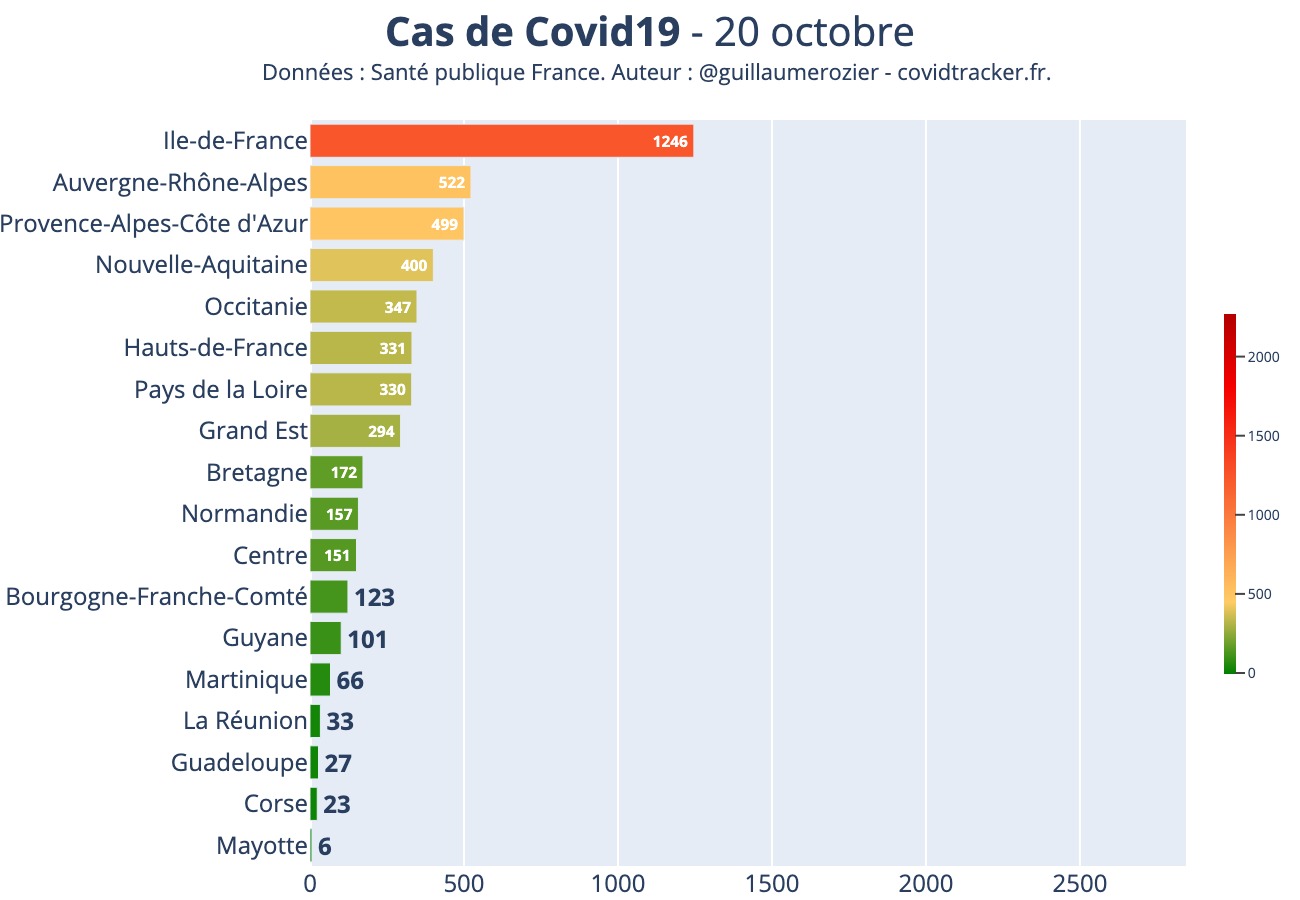 Cas de Covid19 - 20 octobre
Données : Santé publique France. Auteur : @guillaumerozier - covidtracker.fr.
Ile-de-France 1246
Auvergne-Rhône-Alpes 522
Provence-Alpes-Côte d'Azur 499
Nouvelle-Aquitaine 400
Occitanie 347
Hauts-de-France 331
Pays de la Loire 330
Grand Est 294
Bretagne 172
Normandie 157
Centre 151
Bourgogne-Franche-Comté 123
Guyane 101
Martinique 66
La Réunion 33
Guadeloupe 27
Corse 23
Mayotte 6
0 500 1000 1500 2000 2500
2000
1500
1000
500
0